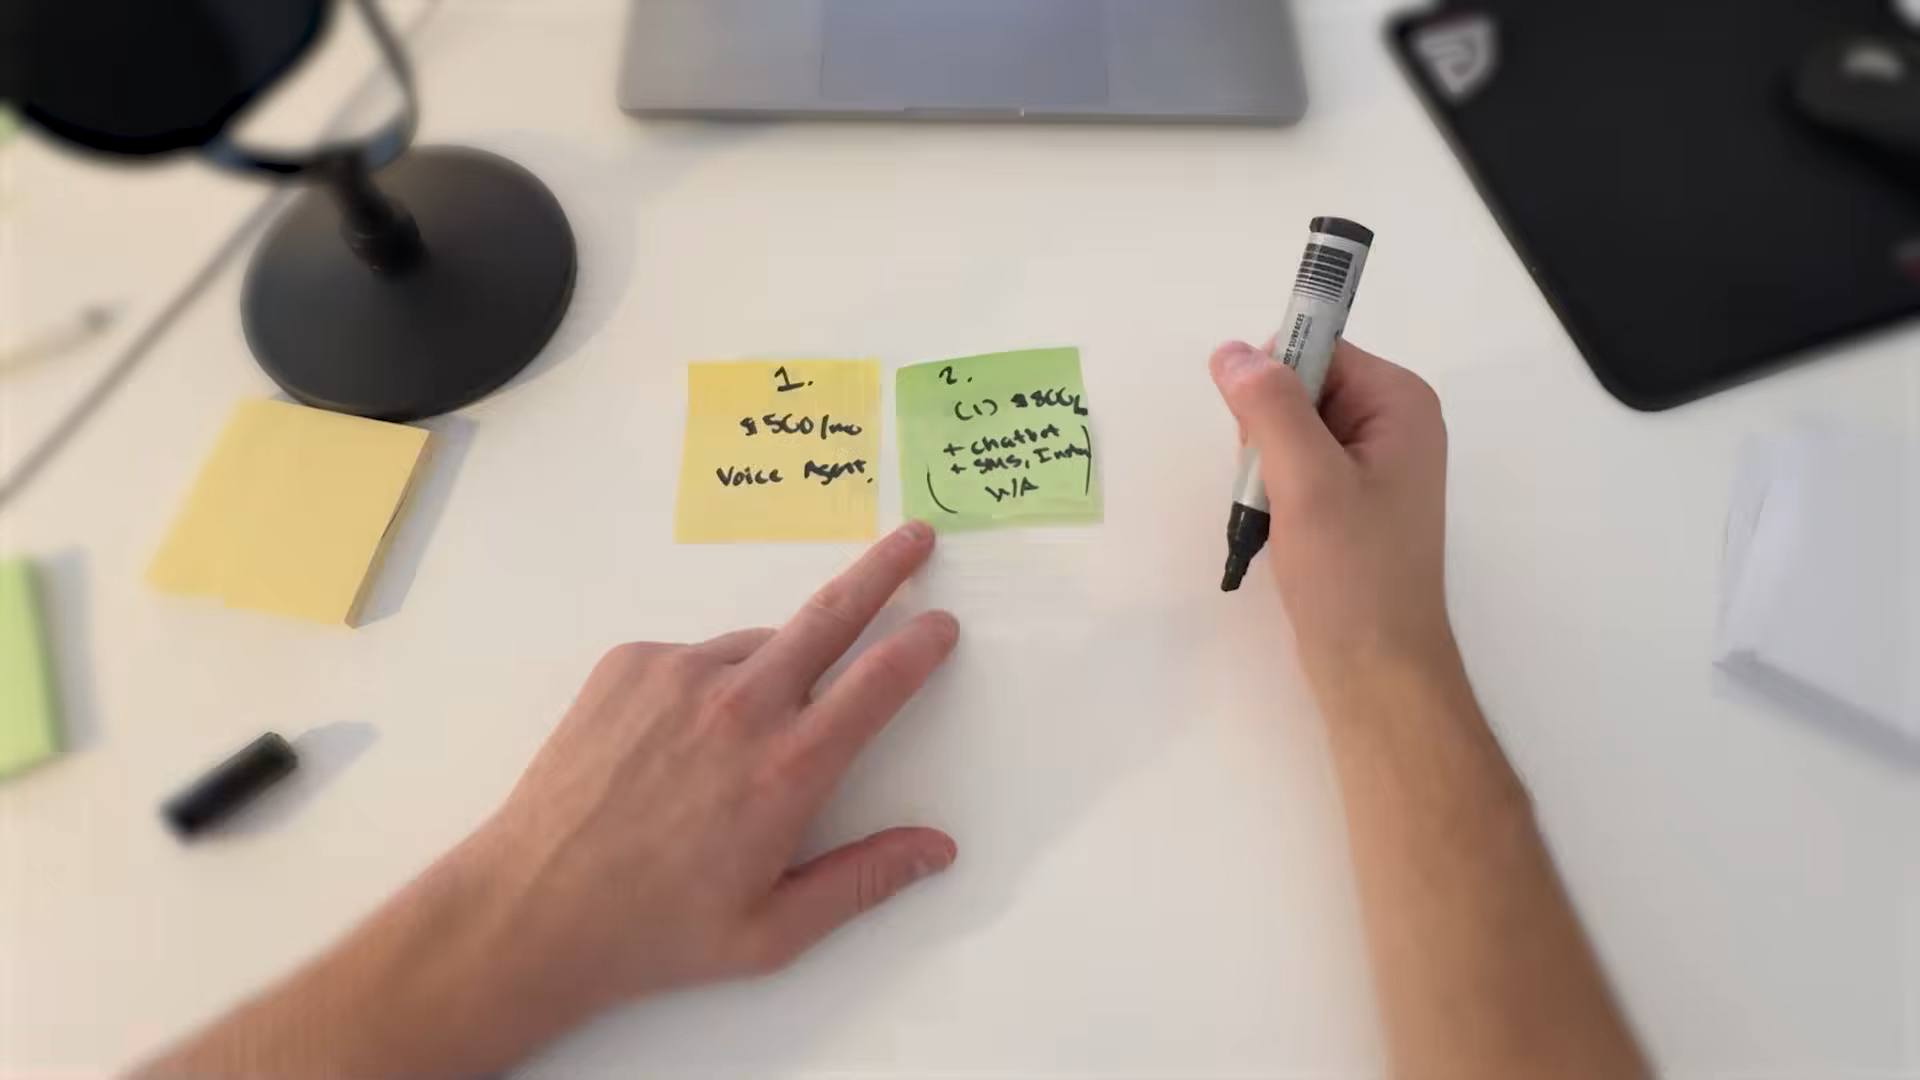 1.
$500/mo
Voice Agent.
2.
(1) $800
+ chatbot
+ SMS, Insta
W/A